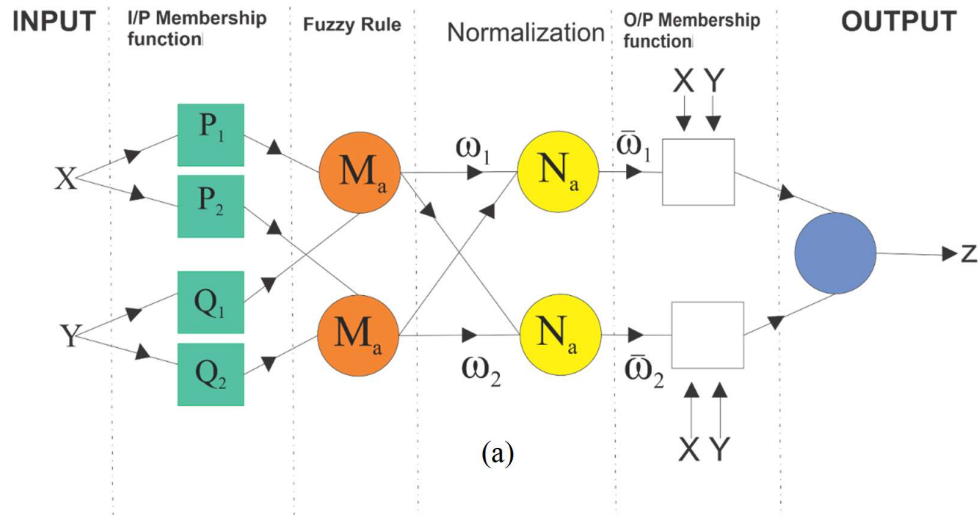 INPUT
I/P Membership
function
Fuzzy Rule
Normalization
O/P Membership
function
OUTPUT
X Y
P₁
ω₁
ω̄₁
X
Mₐ
Nₐ
P₂
Z
Q₁
Y
Mₐ
Nₐ
Q₂
ω₂
ω̄₂
X Y
(a)